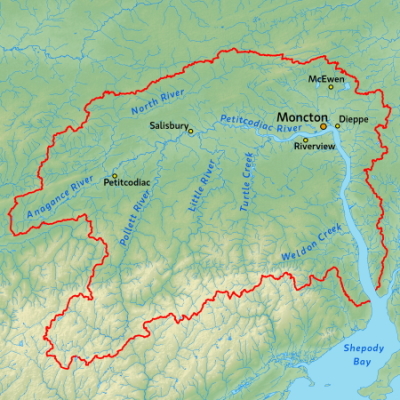 McEwen
North River
Moncton
Dieppe
Petitcodiac River
Salisbury
Riverview
Anagance River
Petitcodiac
Little River
Turtle Creek
Pollett River
Weldon Creek
Shepody
Bay